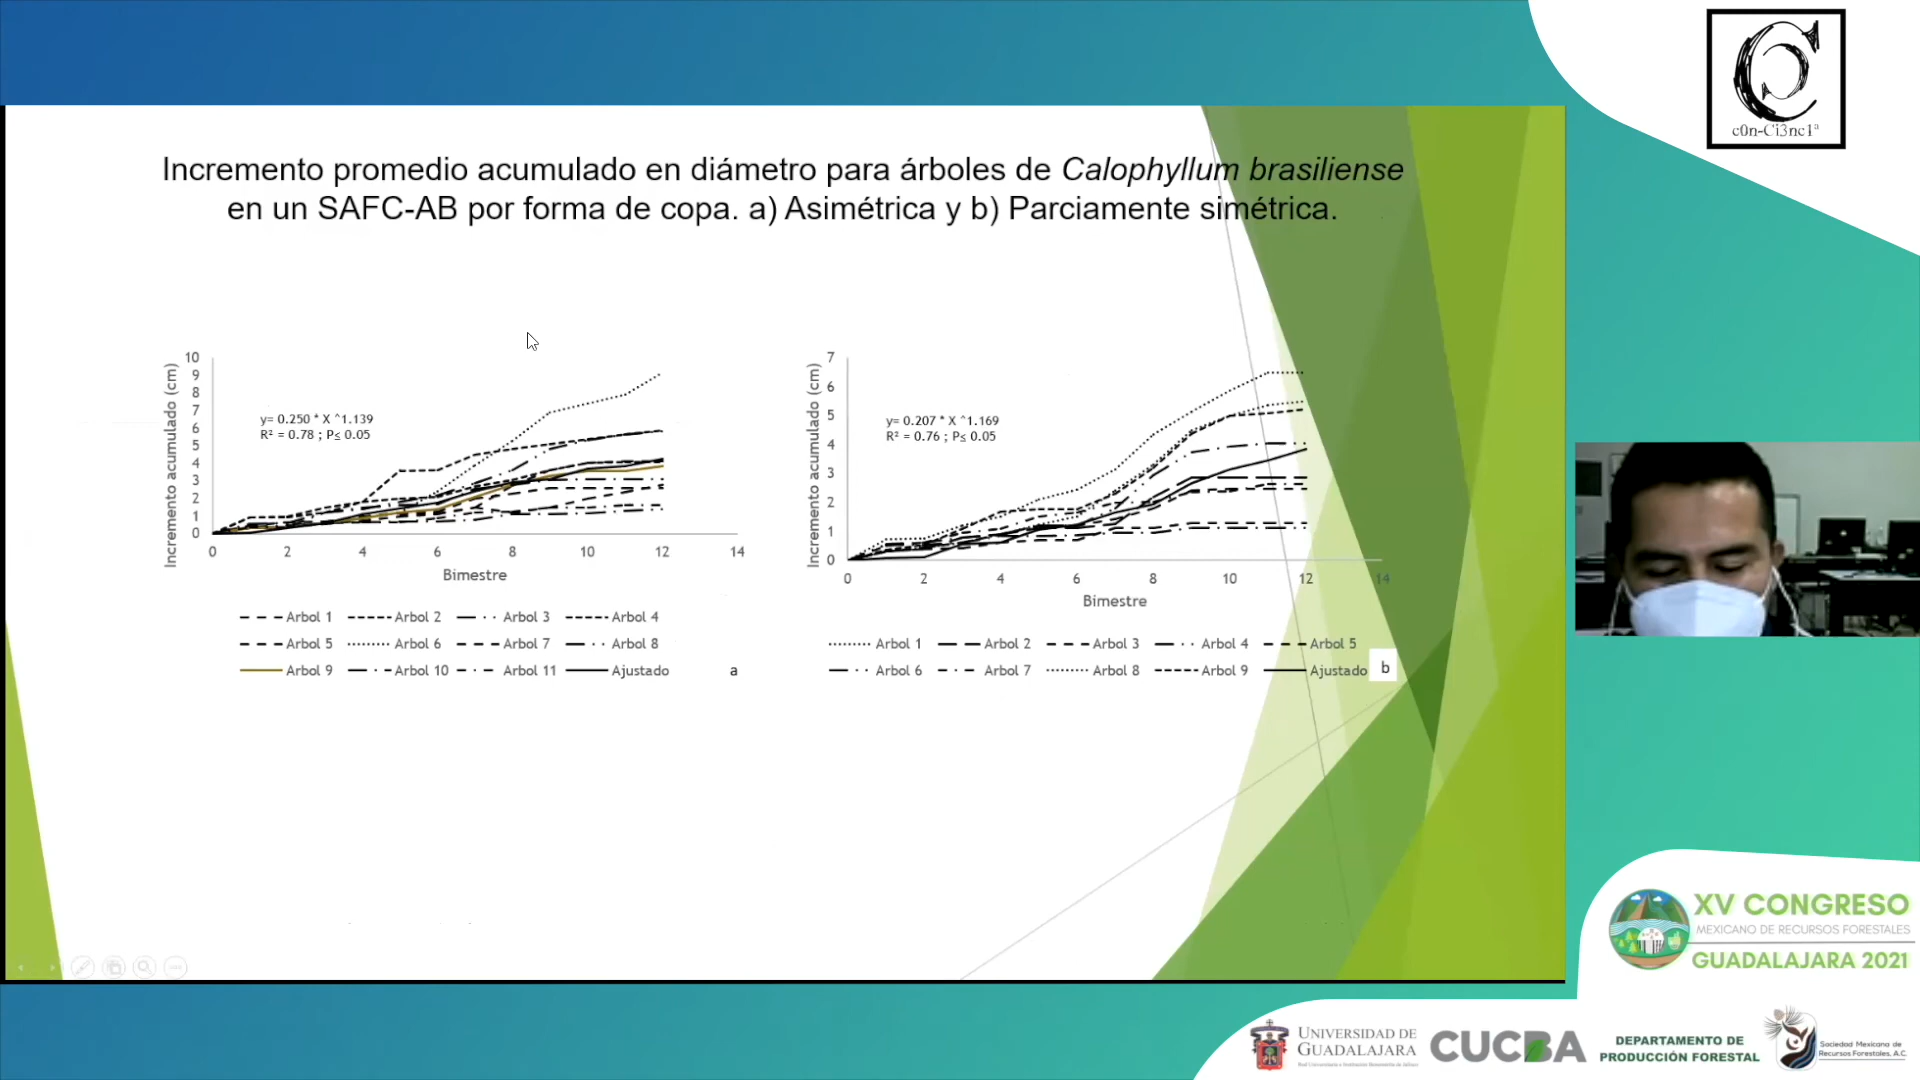 c0n-Ci3nc1ª
Incremento promedio acumulado en diámetro para árboles de Calophyllum brasiliense
en un SAFC-AB por forma de copa. a) Asimétrica y b) Parciamente simétrica.
Incremento acumulado (cm)
10
9
8
7
6
5
4
3
2
1
0
y= 0.250 * X ^1.139
R² = 0.78 ; P≤ 0.05
0 2 4 6 8 10 12 14
Bimestre
Arbol 1 Arbol 2 Arbol 3 Arbol 4
Arbol 5 Arbol 6 Arbol 7 Arbol 8
Arbol 9 Arbol 10 Arbol 11 Ajustado
a
Incremento acumulado (cm)
7
6
5
4
3
2
1
0
y= 0.207 * X ^1.169
R² = 0.76 ; P≤ 0.05
0 2 4 6 8 10 12 14
Bimestre
Arbol 1 Arbol 2 Arbol 3 Arbol 4 Arbol 5
Arbol 6 Arbol 7 Arbol 8 Arbol 9 Ajustado
b
XV CONGRESO
MEXICANO DE RECURSOS FORESTALES
GUADALAJARA 2021
UNIVERSIDAD DE
GUADALAJARA
CUCBA
DEPARTAMENTO DE
PRODUCCIÓN FORESTAL
Sociedad Mexicana de
Recursos Forestales, A.C.